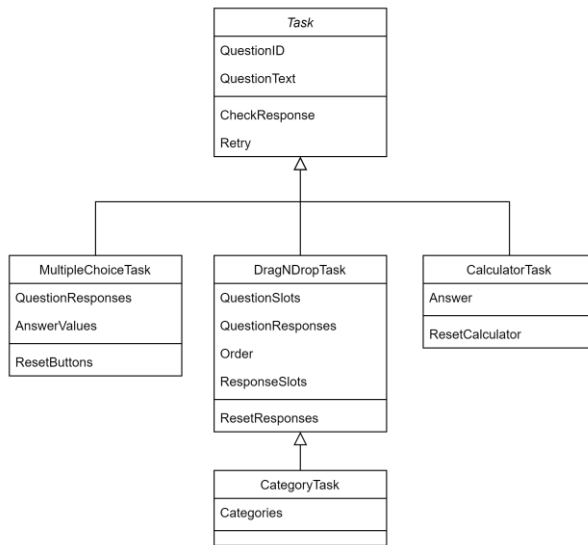 Task
QuestionID
QuestionText
CheckResponse
Retry
MultipleChoiceTask
QuestionResponses
AnswerValues
ResetButtons
DragNDropTask
QuestionSlots
QuestionResponses
Order
ResponseSlots
ResetResponses
CalculatorTask
Answer
ResetCalculator
CategoryTask
Categories